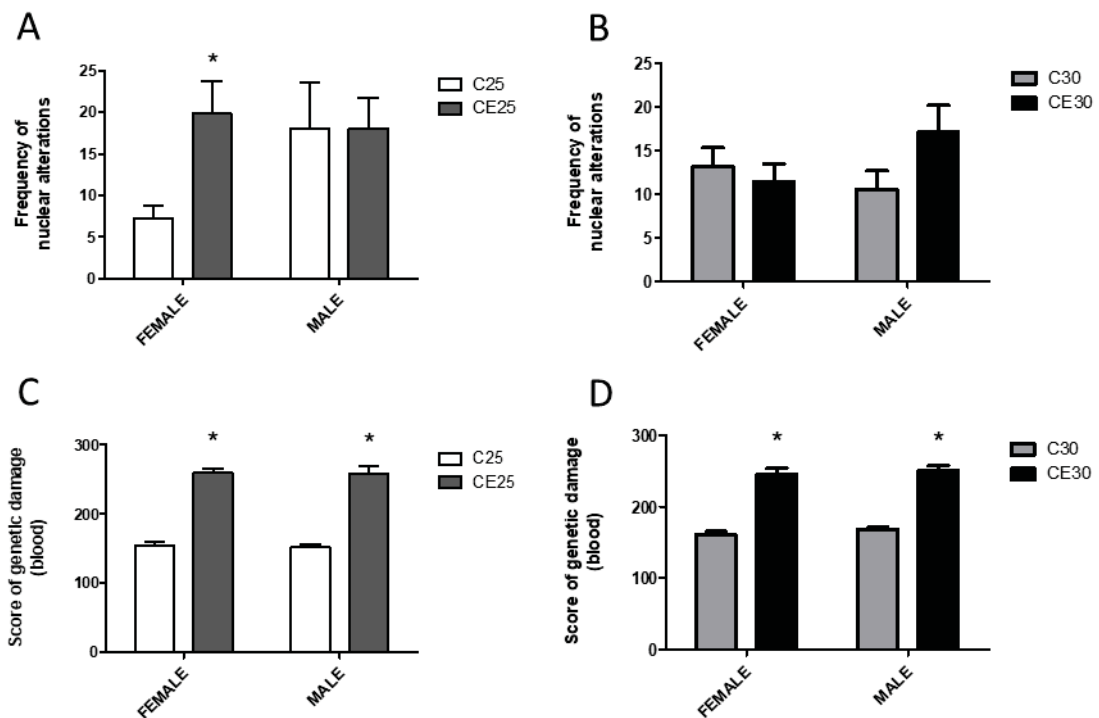 A
*
25
20
15
10
5
0
Frequency of
nuclear alterations
FEMALE
MALE
C25
CE25
B
25
20
15
10
5
0
Frequency of
nuclear alterations
FEMALE
MALE
C30
CE30
C
*
*
300
200
100
0
Score of genetic damage
(blood)
FEMALE
MALE
C25
CE25
D
*
*
300
200
100
0
Score of genetic damage
(blood)
FEMALE
MALE
C30
CE30